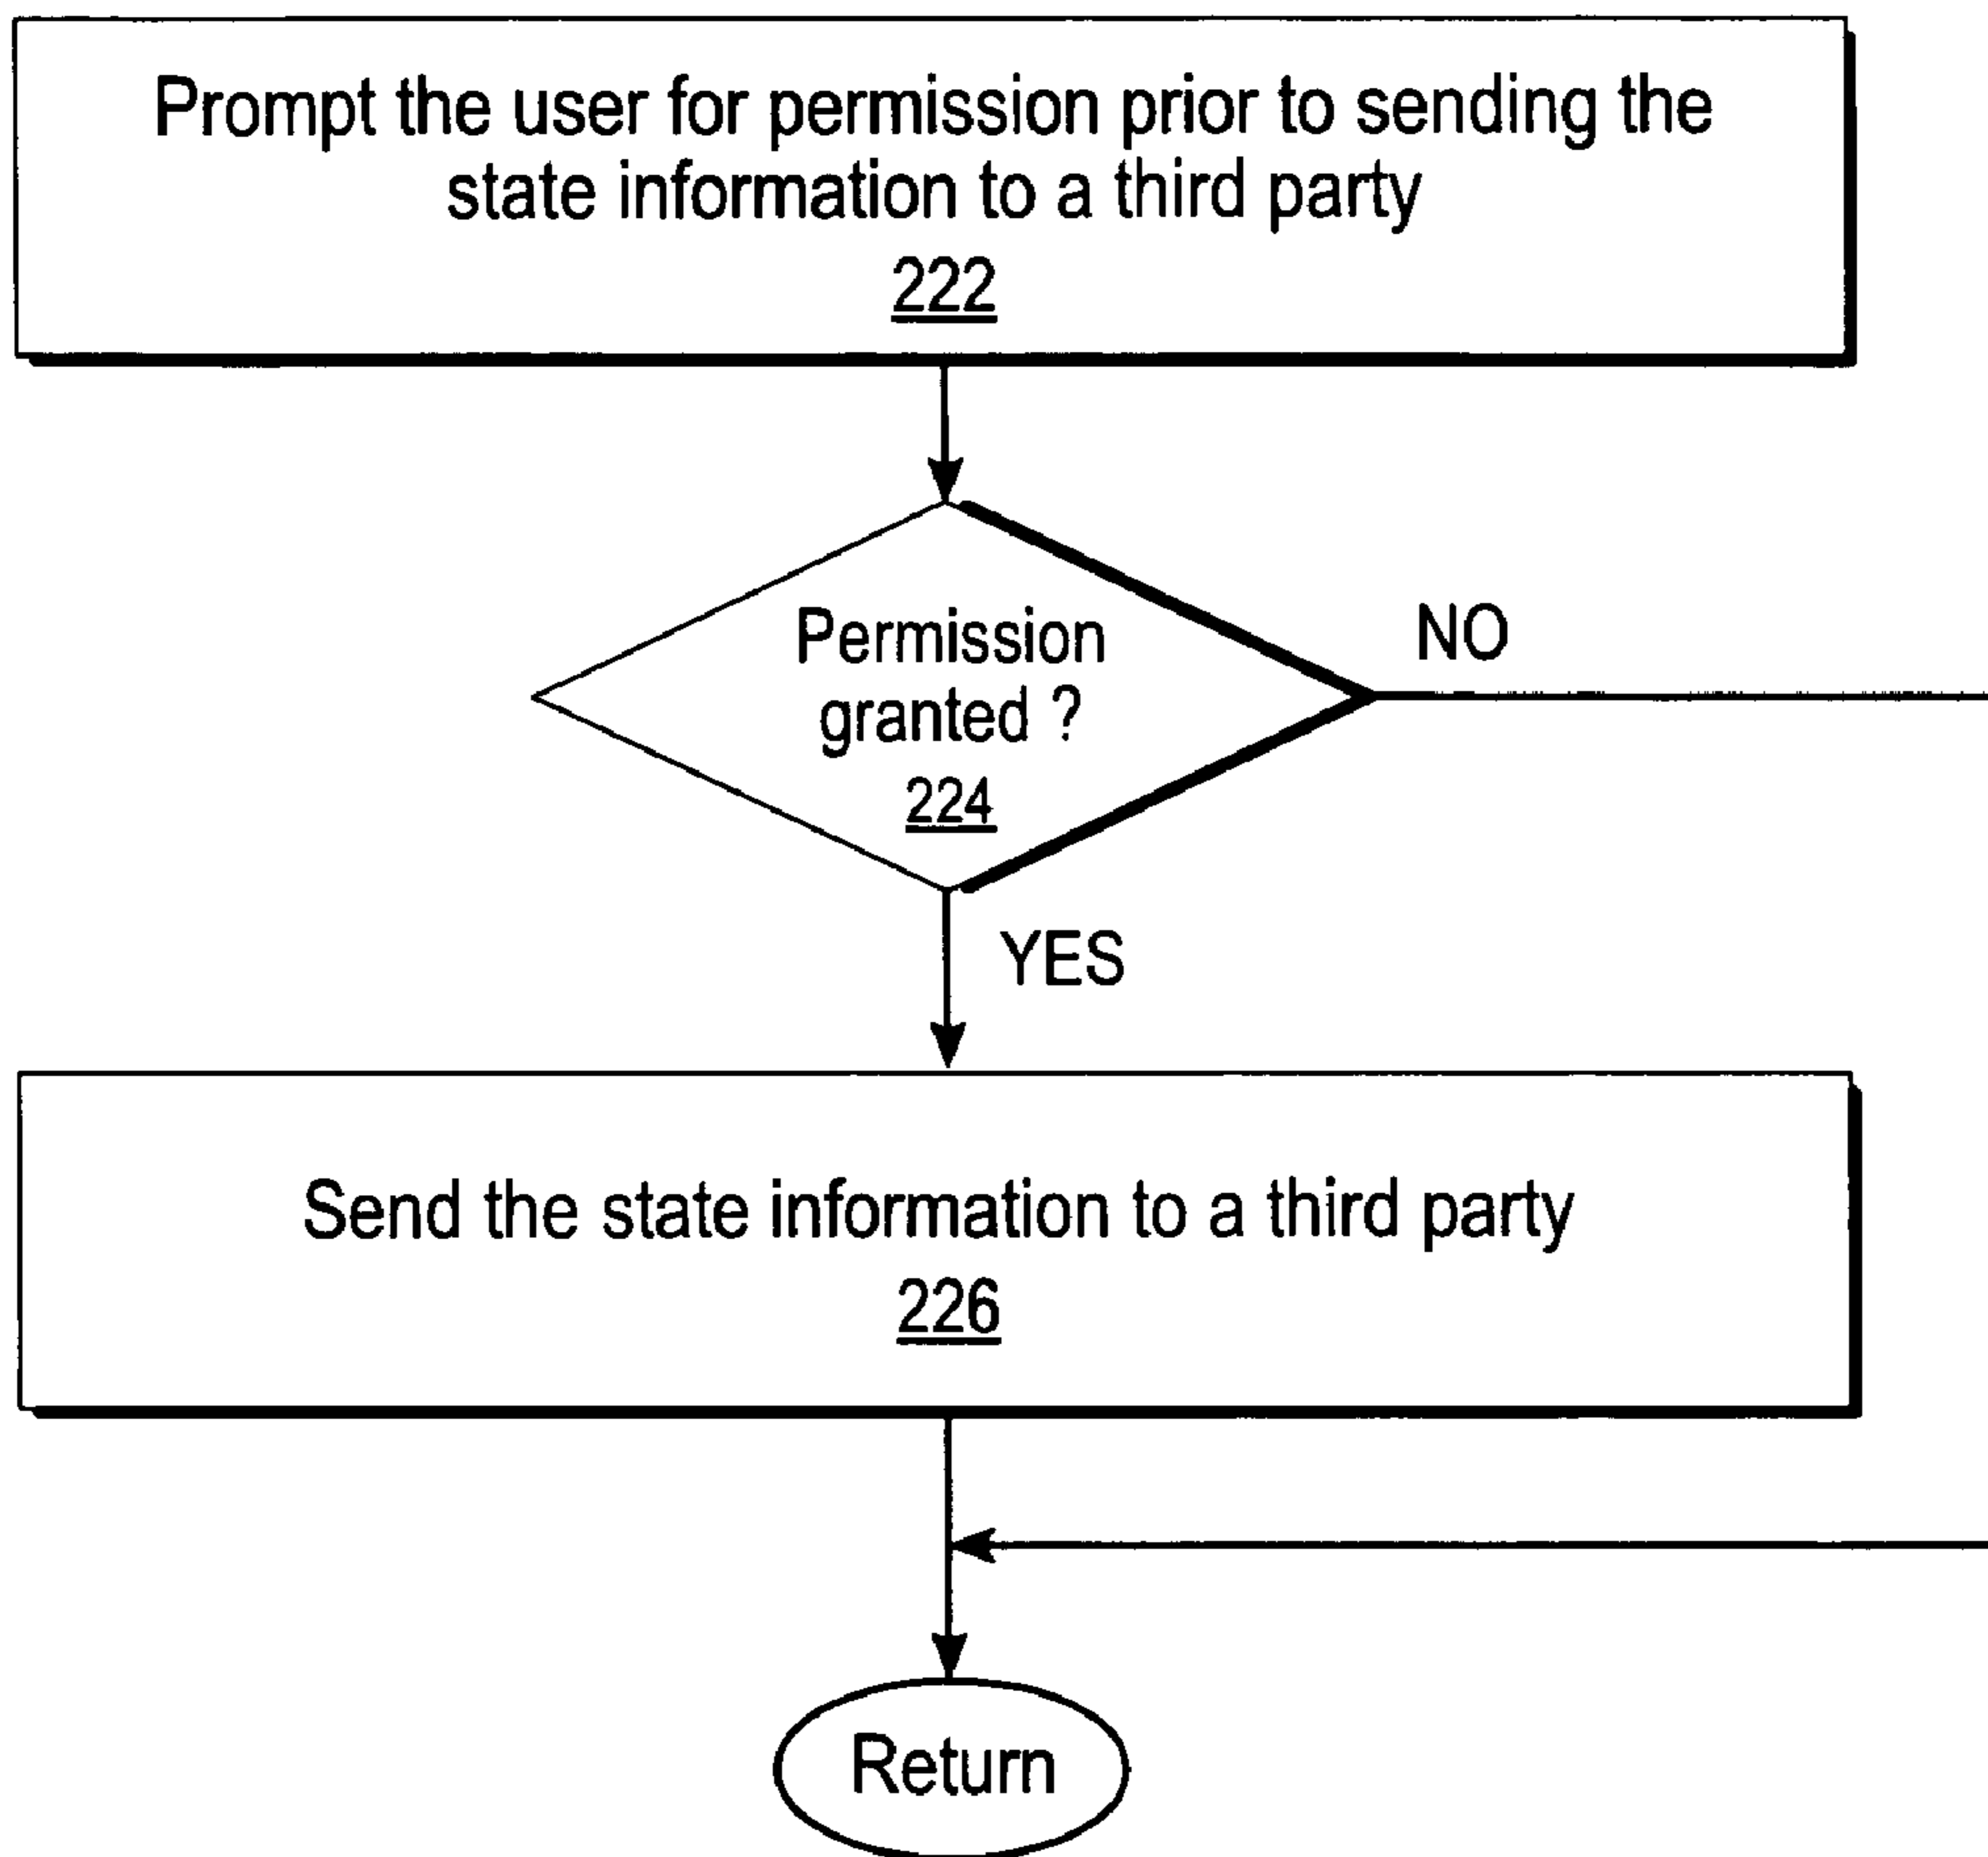 Prompt the user for permission prior to sending the
state information to a third party
222
Permission
granted ?
224
NO
YES
Send the state information to a third party
226
Return